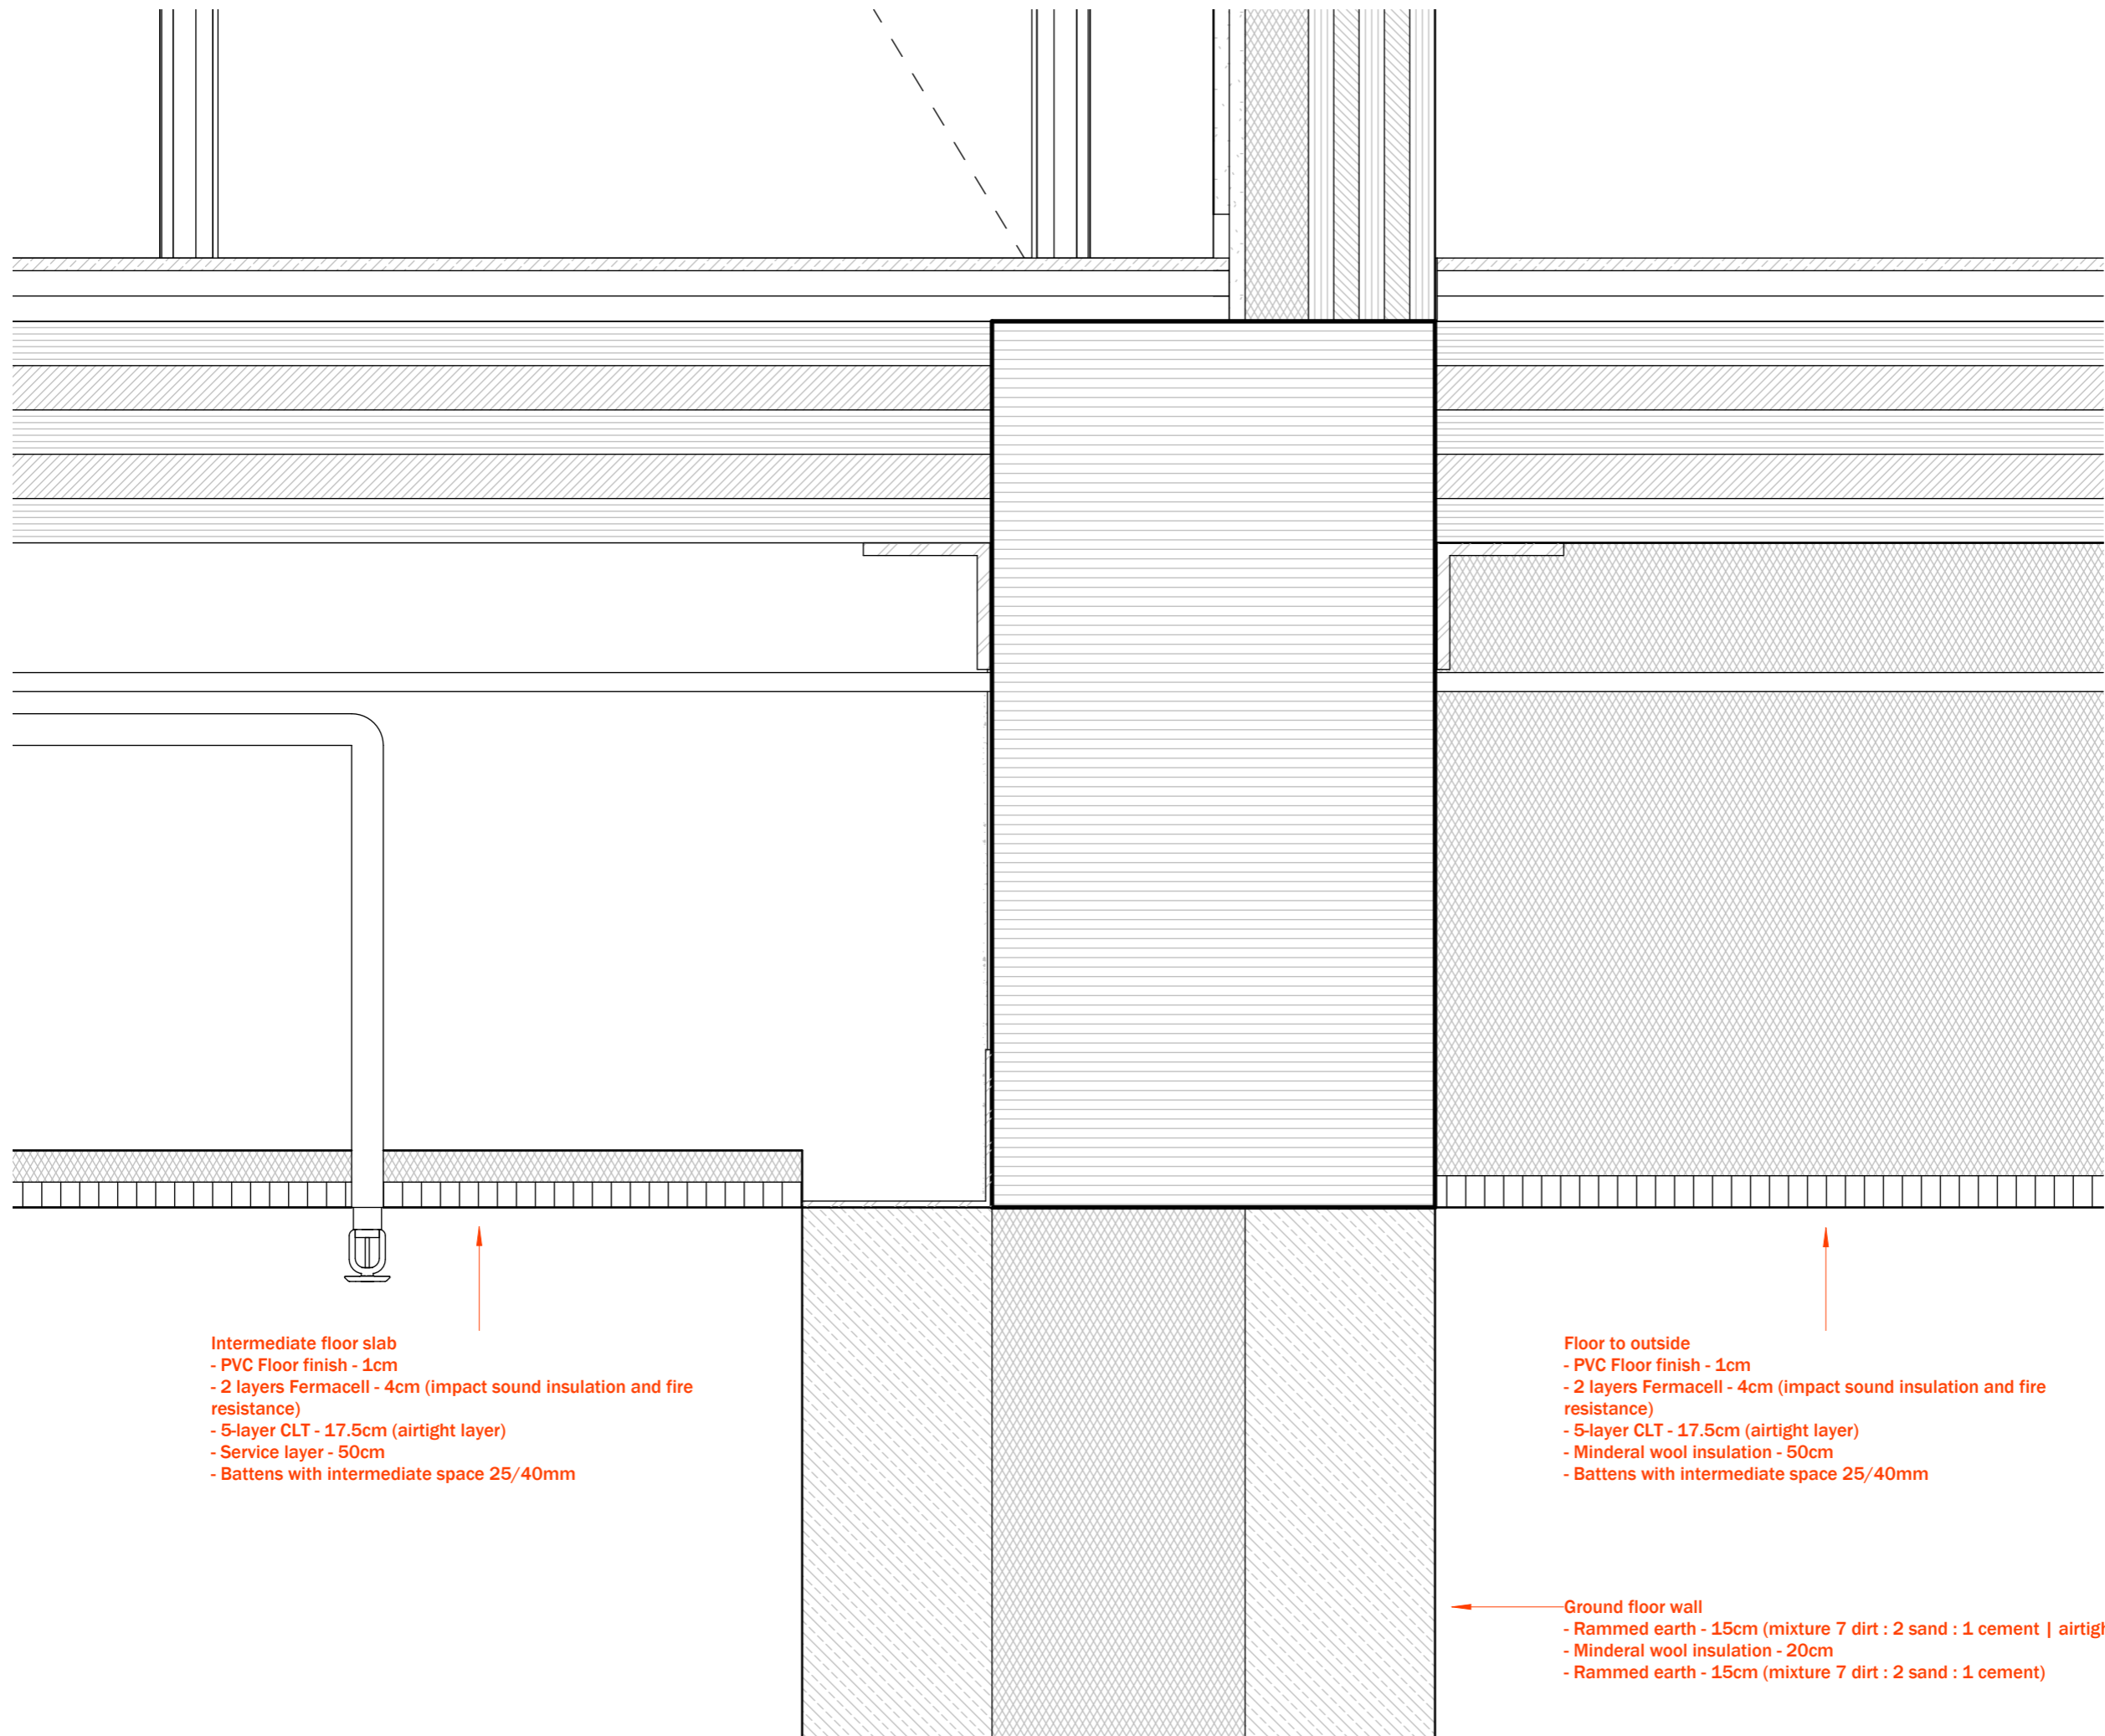 Intermediate floor slab
- PVC Floor finish - 1cm
- 2 layers Fermacell - 4cm (impact sound insulation and fire
resistance)
- 5-layer CLT - 17.5cm (airtight layer)
- Service layer - 50cm
- Battens with intermediate space 25/40mm
Floor to outside
- PVC Floor finish - 1cm
- 2 layers Fermacell - 4cm (impact sound insulation and fire
resistance)
- 5-layer CLT - 17.5cm (airtight layer)
- Minderal wool insulation - 50cm
- Battens with intermediate space 25/40mm
Ground floor wall
- Rammed earth - 15cm (mixture 7 dirt : 2 sand : 1 cement |
- Minderal wool insulation - 20cm
- Rammed earth - 15cm (mixture 7 dirt : 2 sand : 1 cement)